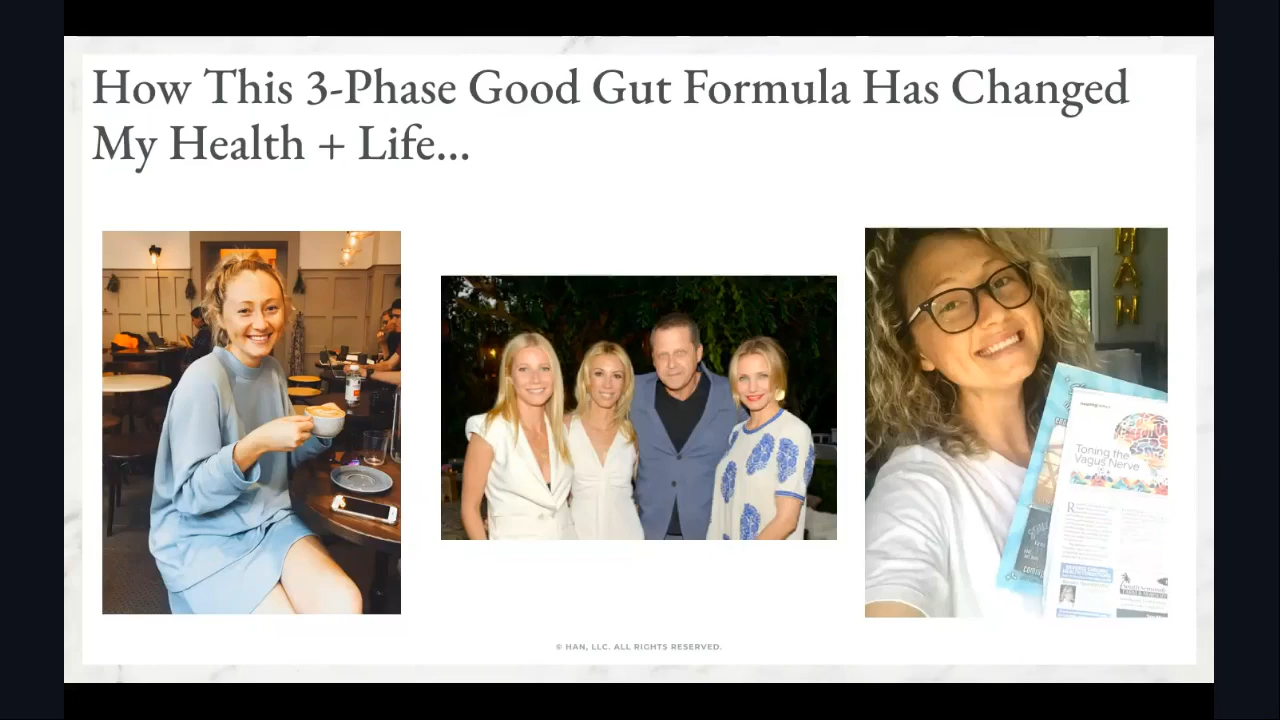 How This 3-Phase Good Gut Formula Has Changed
My Health + Life...
HAH
Toning the
Vagus Nerve
© HAN, LLC. ALL RIGHTS RESERVED.